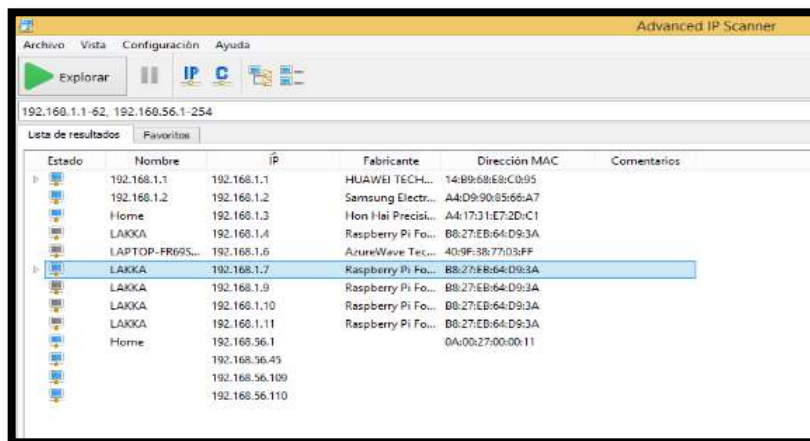 Advanced IP Scanner
Archivo Vista Configuración Ayuda
Explorar IP C
192.168.1.1-62, 192.168.56.1-254
Lista de resultados Favoritos
Estado Nombre IP Fabricante Dirección MAC Comentarios
192.168.1.1 192.168.1.1 HUAWEI TECH... 14:B9:68:E8:C0:95
192.168.1.2 192.168.1.2 Samsung Electr... A4:D9:90:85:66:A7
Home 192.168.1.3 Hon Hai Precisi... A4:17:31:E7:2D:C1
LAKKA 192.168.1.4 Raspberry Pi Fo... B8:27:EB:64:D9:3A
LAPTOP-FR69S... 192.168.1.6 AzureWave Tec... 40:9F:38:77:03:FF
LAKKA 192.168.1.7 Raspberry Pi Fo... B8:27:EB:64:D9:3A
LAKKA 192.168.1.9 Raspberry Pi Fo... B8:27:EB:64:D9:3A
LAKKA 192.168.1.10 Raspberry Pi Fo... B8:27:EB:64:D9:3A
LAKKA 192.168.1.11 Raspberry Pi Fo... B8:27:EB:64:D9:3A
Home 192.168.56.1 0A:00:27:00:00:11
192.168.56.45
192.168.56.109
192.168.56.110